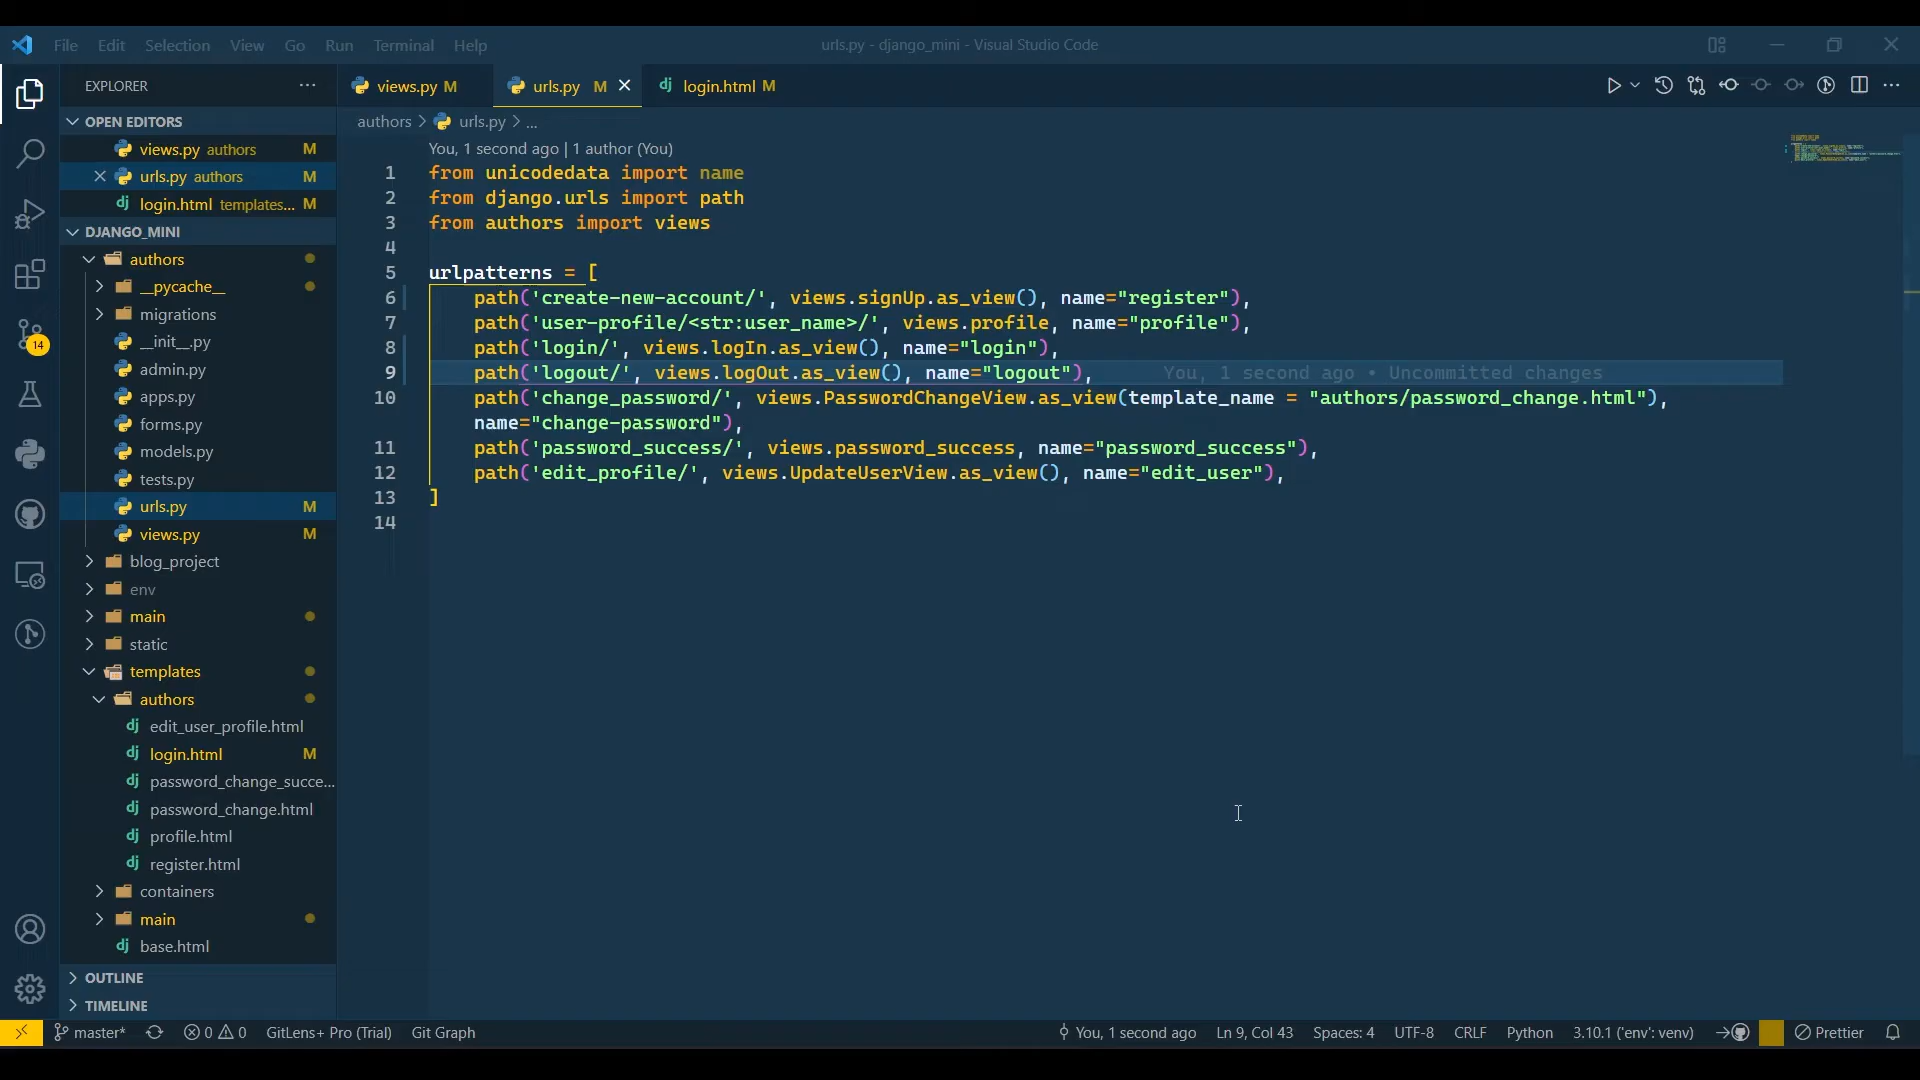 File Edit Selection View Go Run Terminal Help
urls.py - django_mini - Visual Studio Code
EXPLORER
views.py M
urls.py M
login.html M
OPEN EDITORS
views.py authors M
urls.py authors M
login.html templates... M
DJANGO_MINI
authors
__pycache__
migrations
__init__.py
admin.py
apps.py
forms.py
models.py
tests.py
urls.py M
views.py M
blog_project
env
main
static
templates
authors
edit_user_profile.html
login.html M
password_change_succe...
password_change.html
profile.html
register.html
containers
main
base.html
OUTLINE
TIMELINE
14
authors > urls.py > ...
You, 1 second ago | 1 author (You)
1 from unicodedata import name
2 from django.urls import path
3 from authors import views
4
5 urlpatterns = [
6 path('create-new-account/', views.signUp.as_view(), name="register"),
7 path('user-profile/<str:user_name>/', views.profile, name="profile"),
8 path('login/', views.logIn.as_view(), name="login"),
9 path('logout/', views.logOut.as_view(), name="logout"), You, 1 second ago • Uncommitted changes
10 path('change_password/', views.PasswordChangeView.as_view(template_name = "authors/password_change.html"),
name="change-password"),
11 path('password_success/', views.password_success, name="password_success"),
12 path('edit_profile/', views.UpdateUserView.as_view(), name="edit_user"),
13 ]
14
master* 0 0 GitLens+ Pro (Trial) Git Graph
You, 1 second ago Ln 9, Col 43 Spaces: 4 UTF-8 CRLF Python 3.10.1 ('env': venv) Prettier